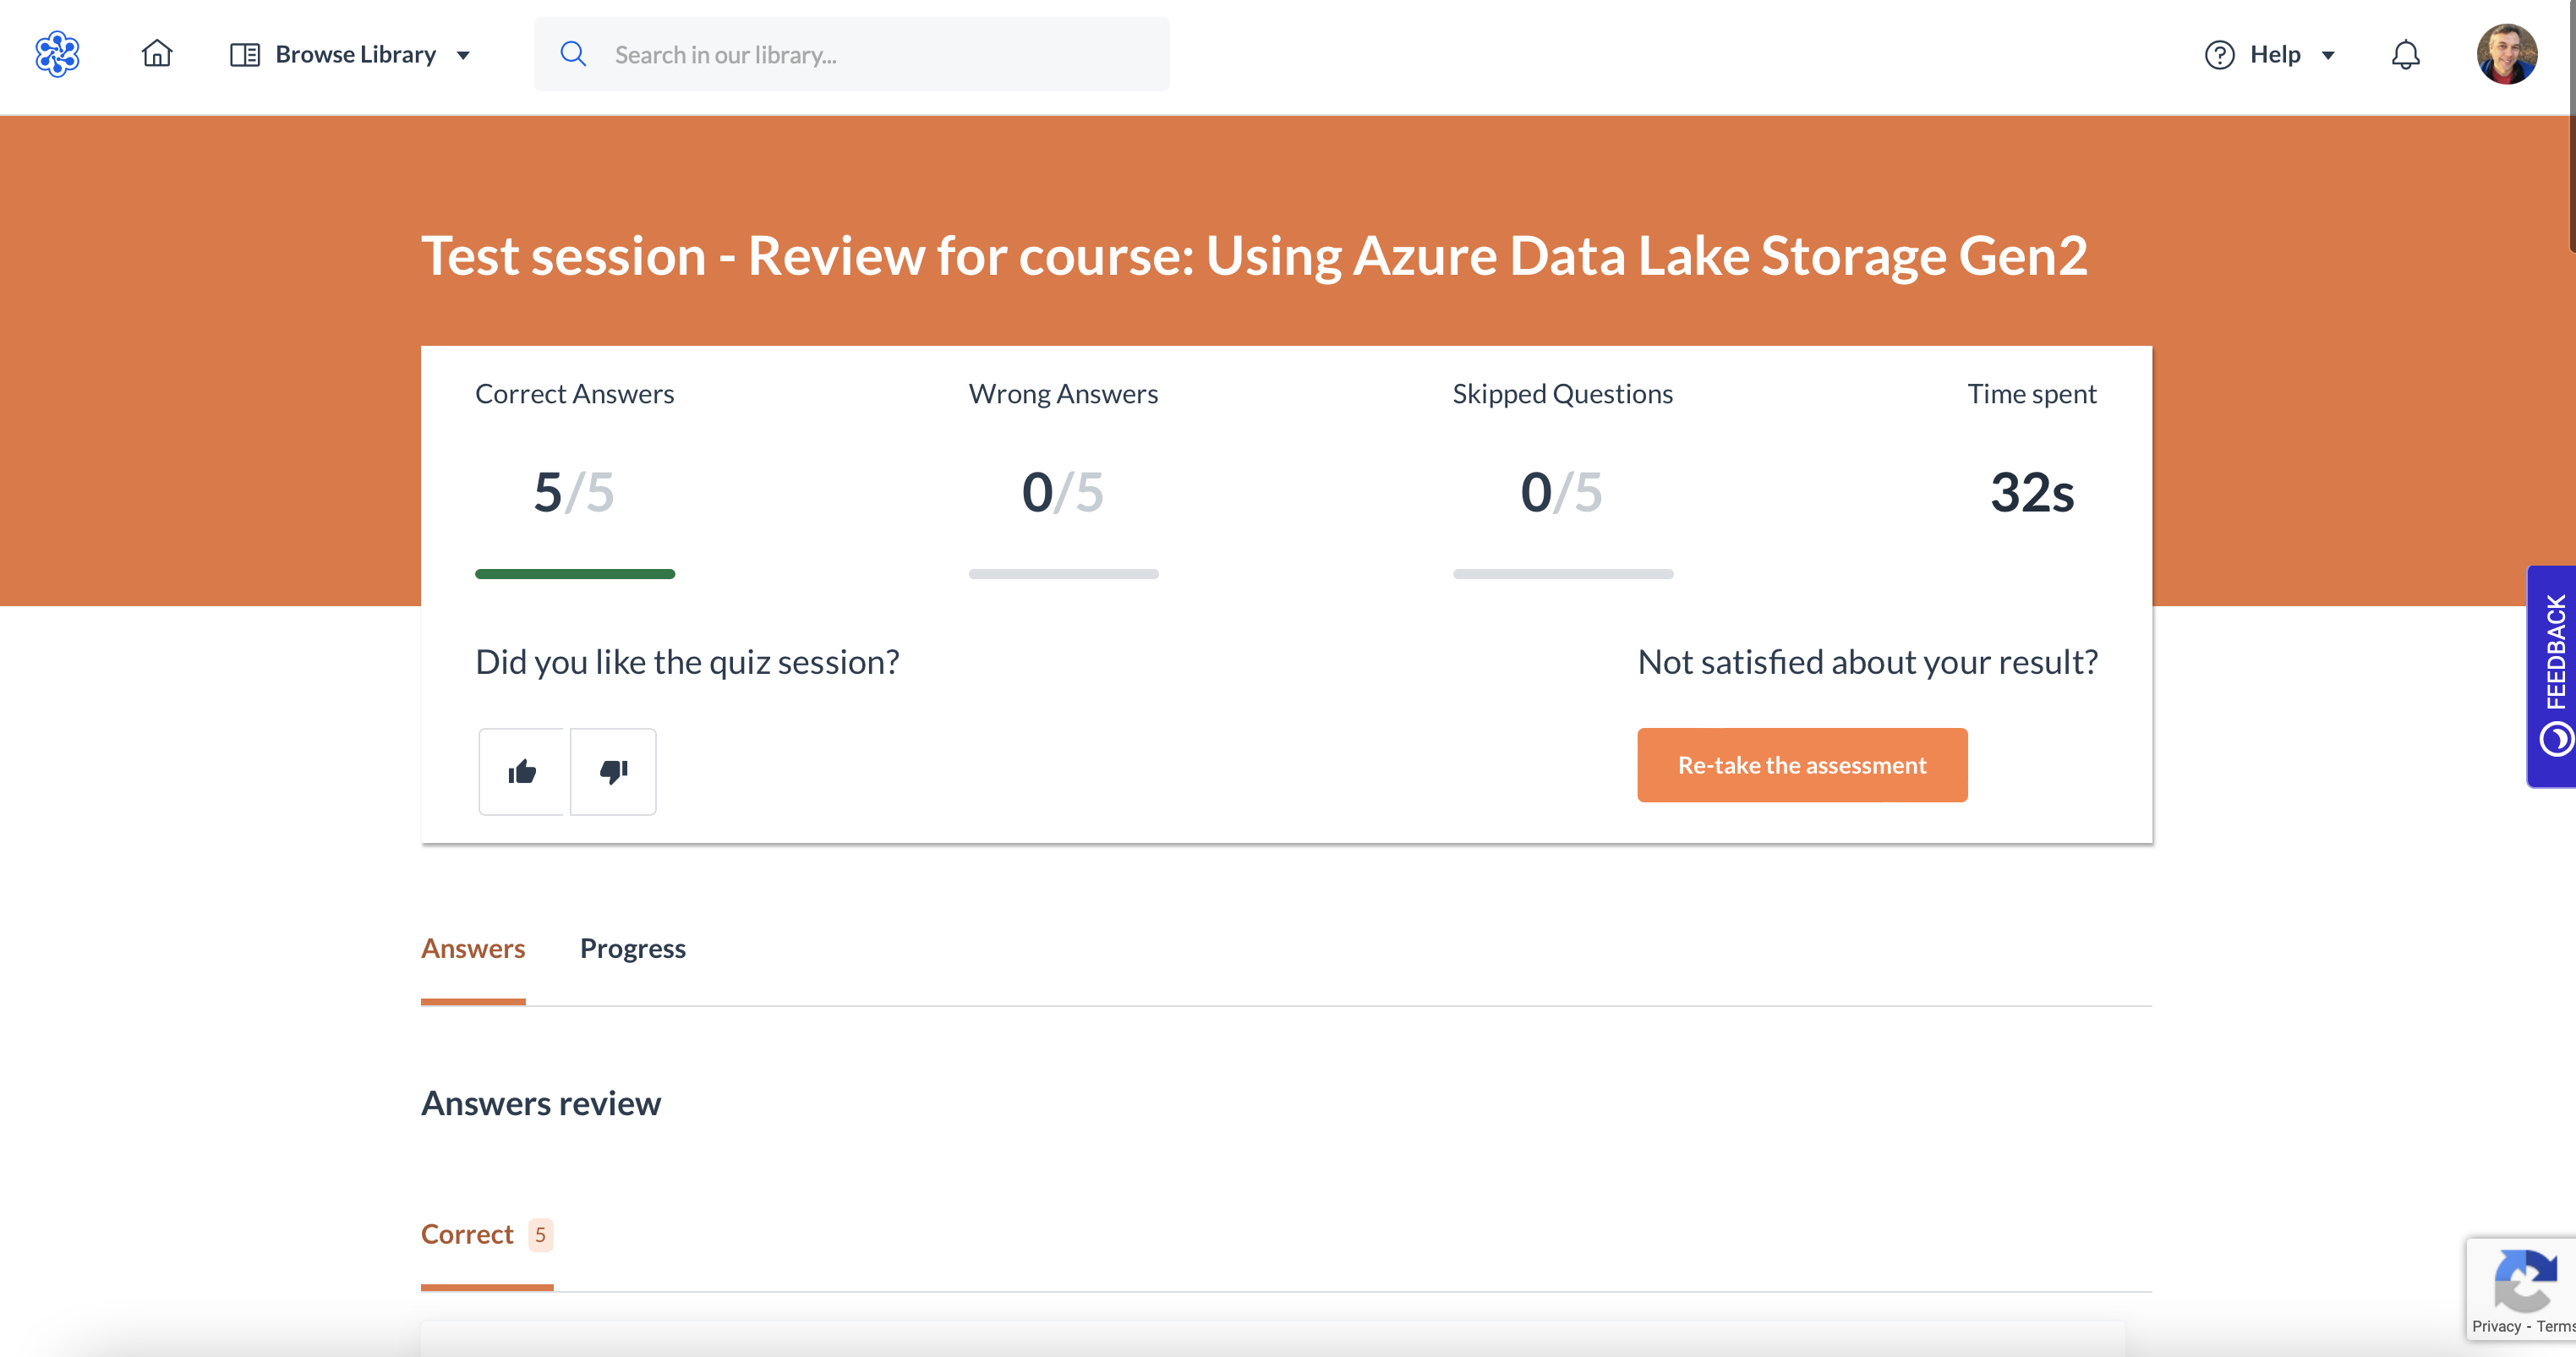 Browse Library
Search in our library...
Help
Test session - Review for course: Using Azure Data Lake Storage Gen2
Correct Answers
Wrong Answers
Skipped Questions
Time spent
5/5
0/5
0/5
32s
Did you like the quiz session?
Not satisfied about your result?
Re-take the assessment
FEEDBACK
Answers
Progress
Answers review
Correct 5
Privacy - Terms